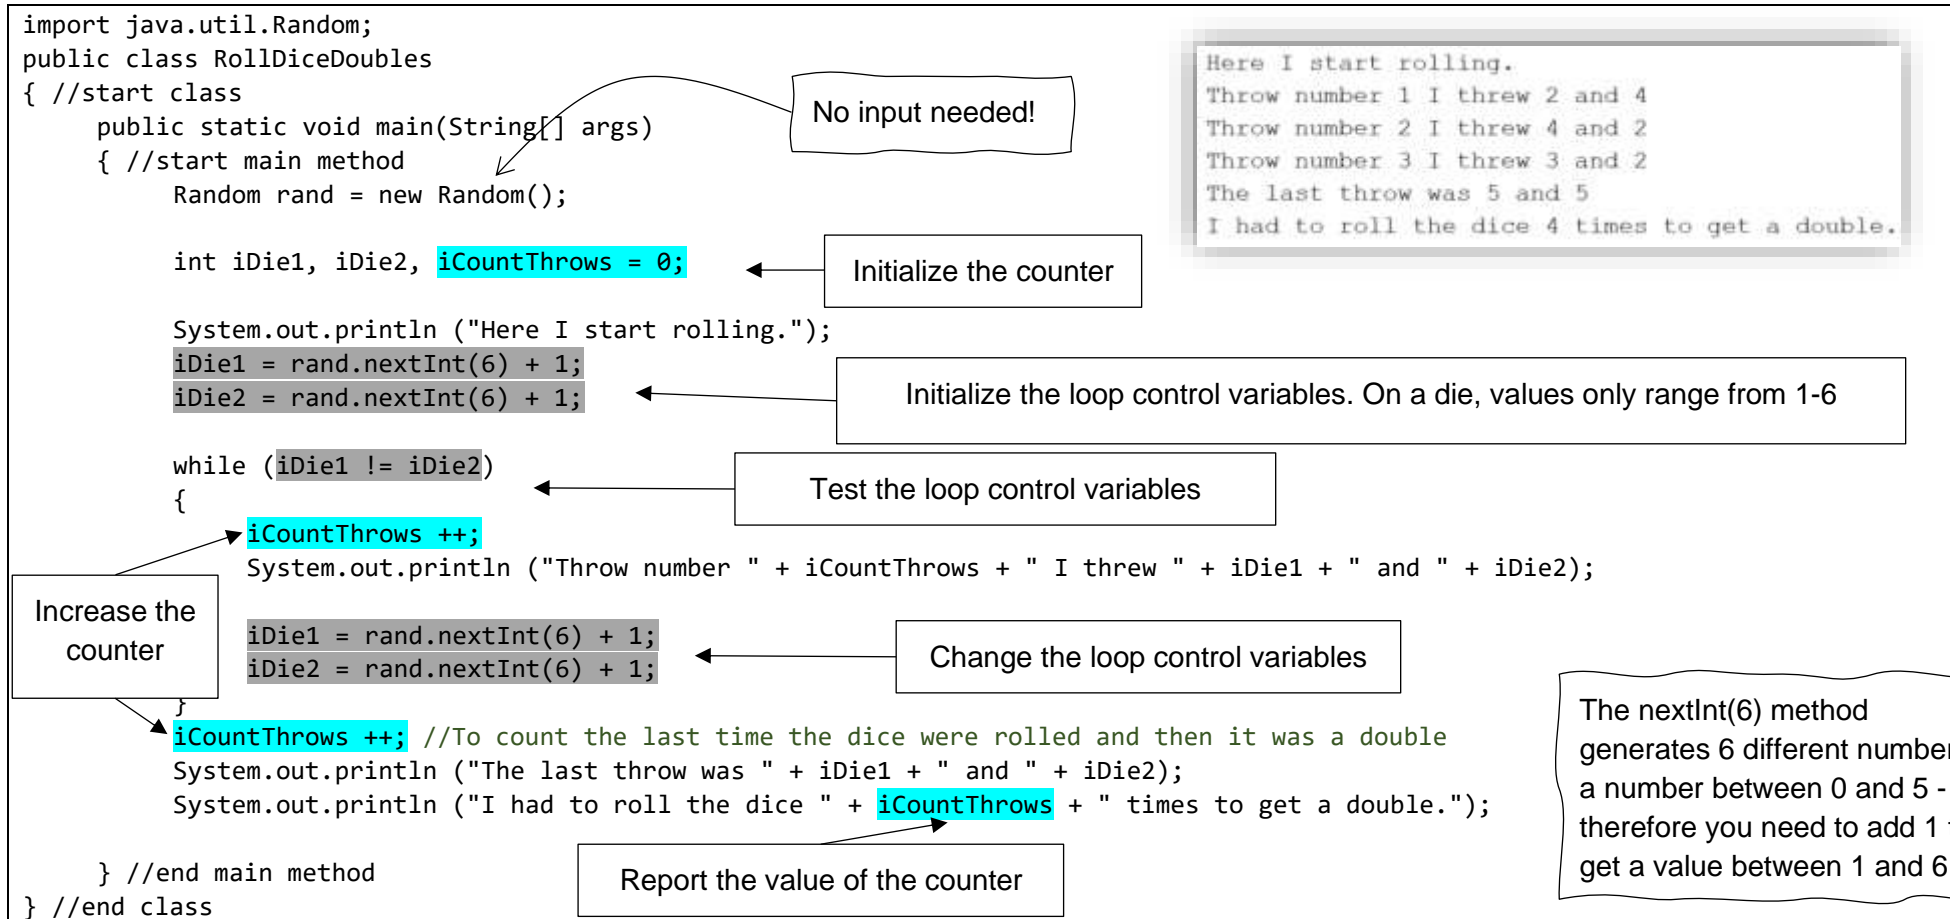 import java.util.Random;
public class RollDiceDoubles
{ //start class
public static void main(String[] args)
{ //start main method
Random rand = new Random();
No input needed!
Here I start rolling.
Throw number 1 I threw 2 and 4
Throw number 2 I threw 4 and 2
Throw number 3 I threw 3 and 2
The last throw was 5 and 5
I had to roll the dice 4 times to get a double.
int iDie1, iDie2, iCountThrows = 0;
Initialize the counter
System.out.println ("Here I start rolling.");
iDie1 = rand.nextInt(6) + 1;
iDie2 = rand.nextInt(6) + 1;
Initialize the loop control variables. On a die, values only range from 1-6
while (iDie1 != iDie2)
{
Test the loop control variables
iCountThrows ++;
System.out.println ("Throw number " + iCountThrows + " I threw " + iDie1 + " and " + iDie2);
Increase the
counter
iDie1 = rand.nextInt(6) + 1;
iDie2 = rand.nextInt(6) + 1;
Change the loop control variables
}
iCountThrows ++; //To count the last time the dice were rolled and then it was a double
System.out.println ("The last throw was " + iDie1 + " and " + iDie2);
System.out.println ("I had to roll the dice " + iCountThrows + " times to get a double.");
The nextInt(6) method
generates 6 different number
a number between 0 and 5 -
therefore you need to add 1
get a value between 1 and 6
} //end main method
Report the value of the counter
} //end class